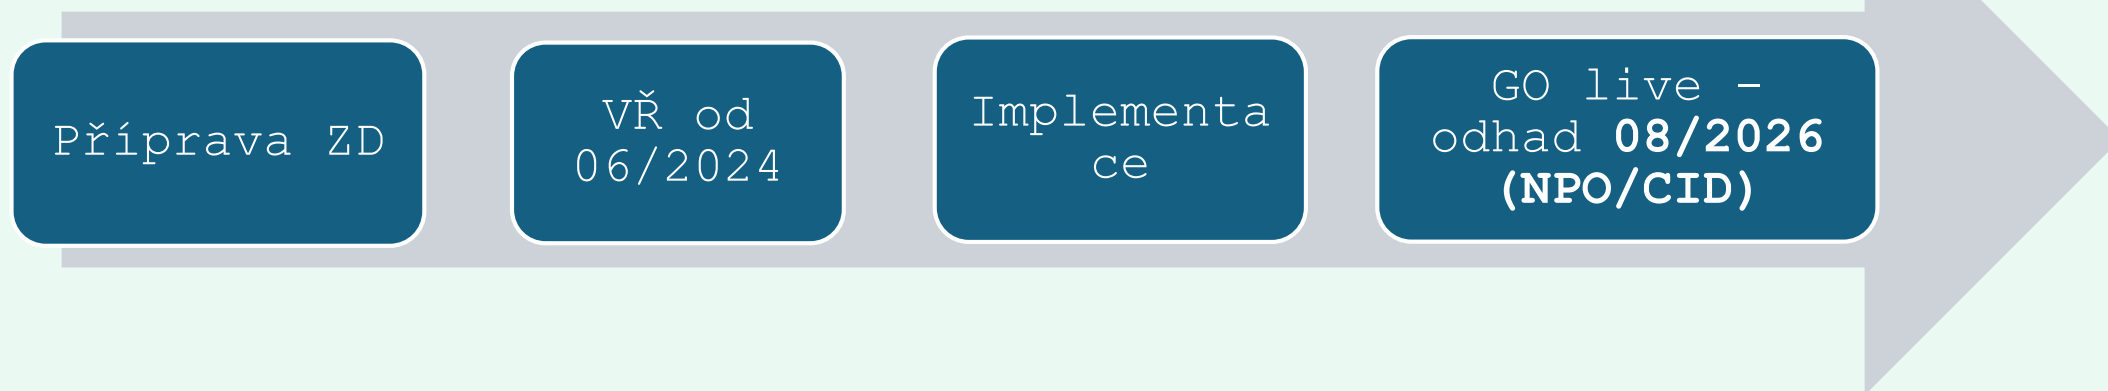 Příprava ZD
VŘ od
06/2024
Implementa
ce
GO live –
odhad 08/2026
(NPO/CID)